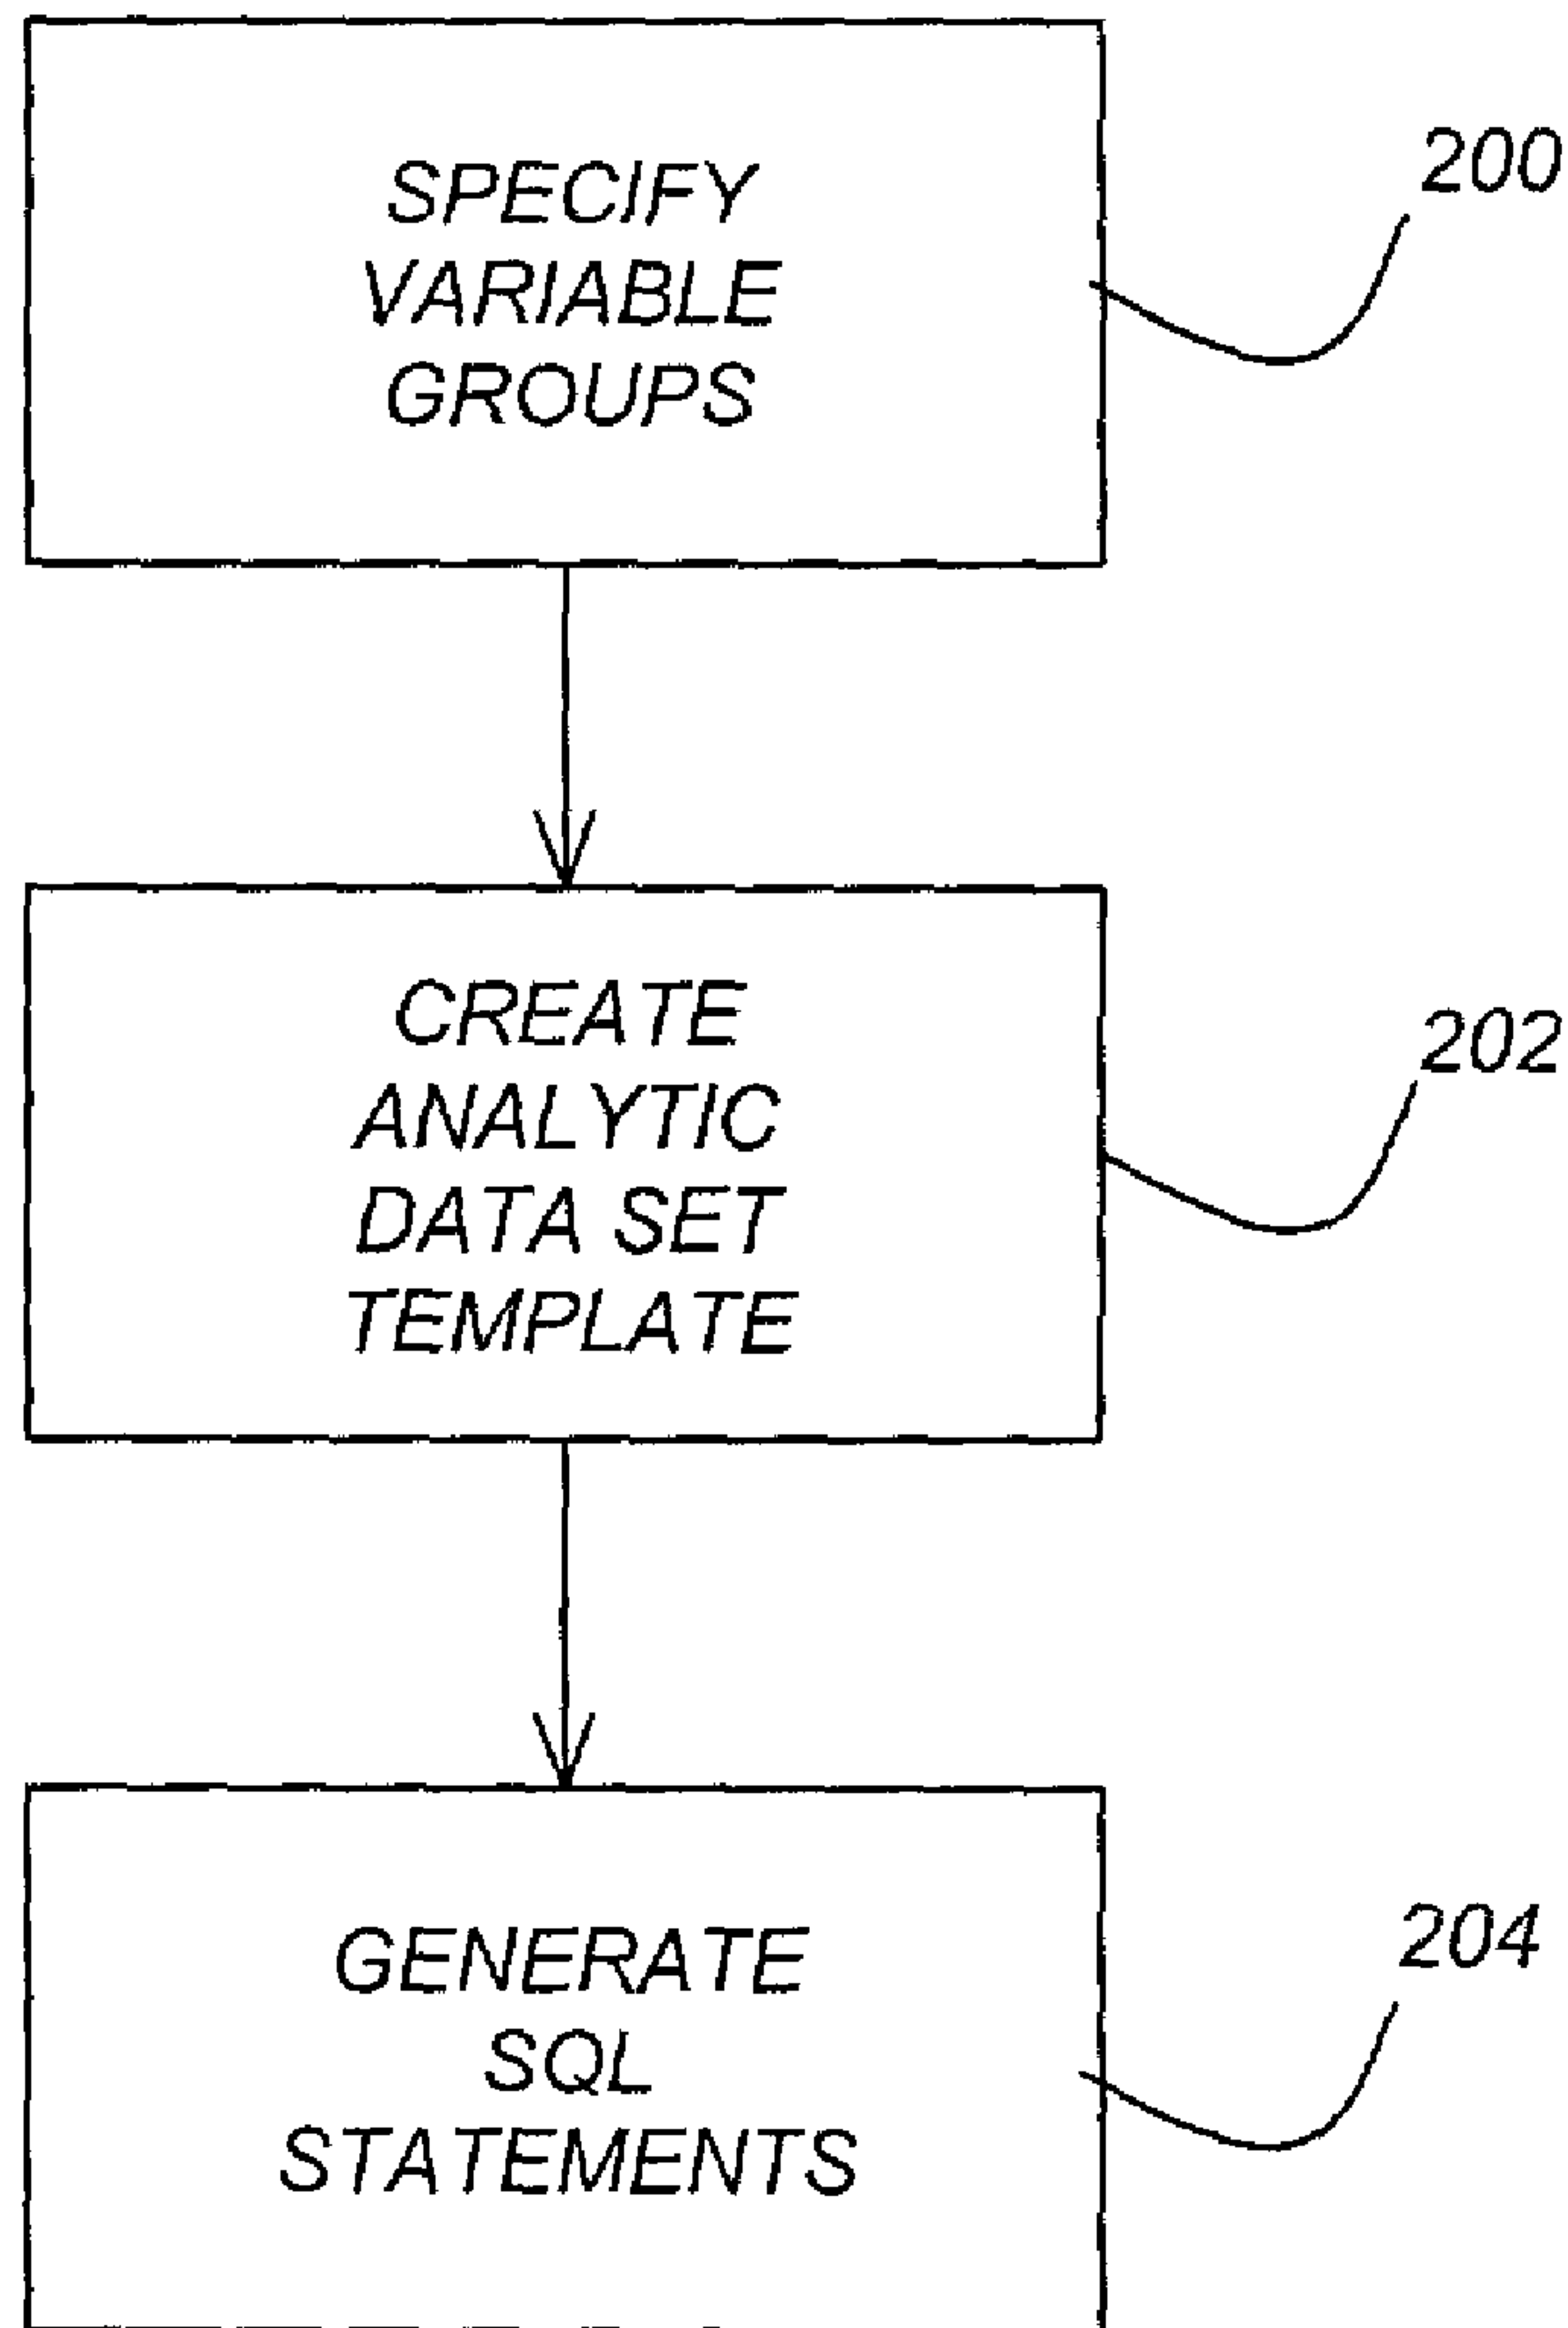 SPECIFY
VARIABLE
GROUPS
200
CREATE
ANALYTIC
DATA SET
TEMPLATE
202
GENERATE
SQL
STATEMENTS
204